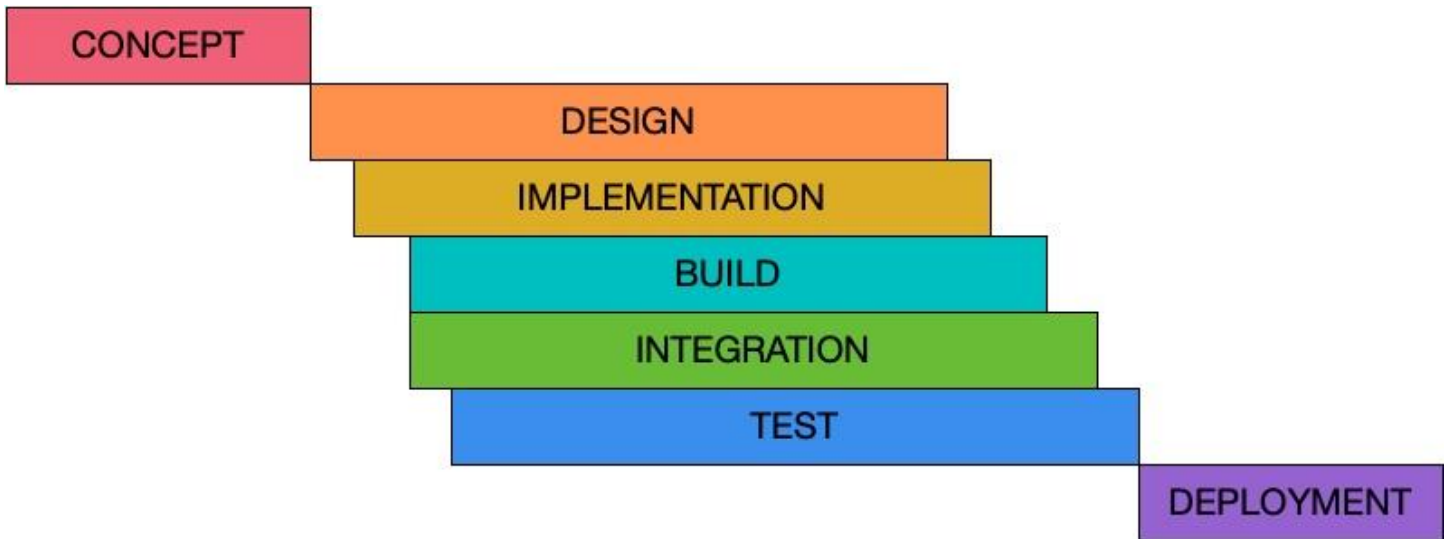 CONCEPT
DESIGN
IMPLEMENTATION
BUILD
INTEGRATION
TEST
DEPLOYMENT